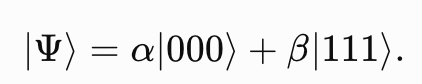 |Ψ⟩ = α|000⟩ + β|111⟩.